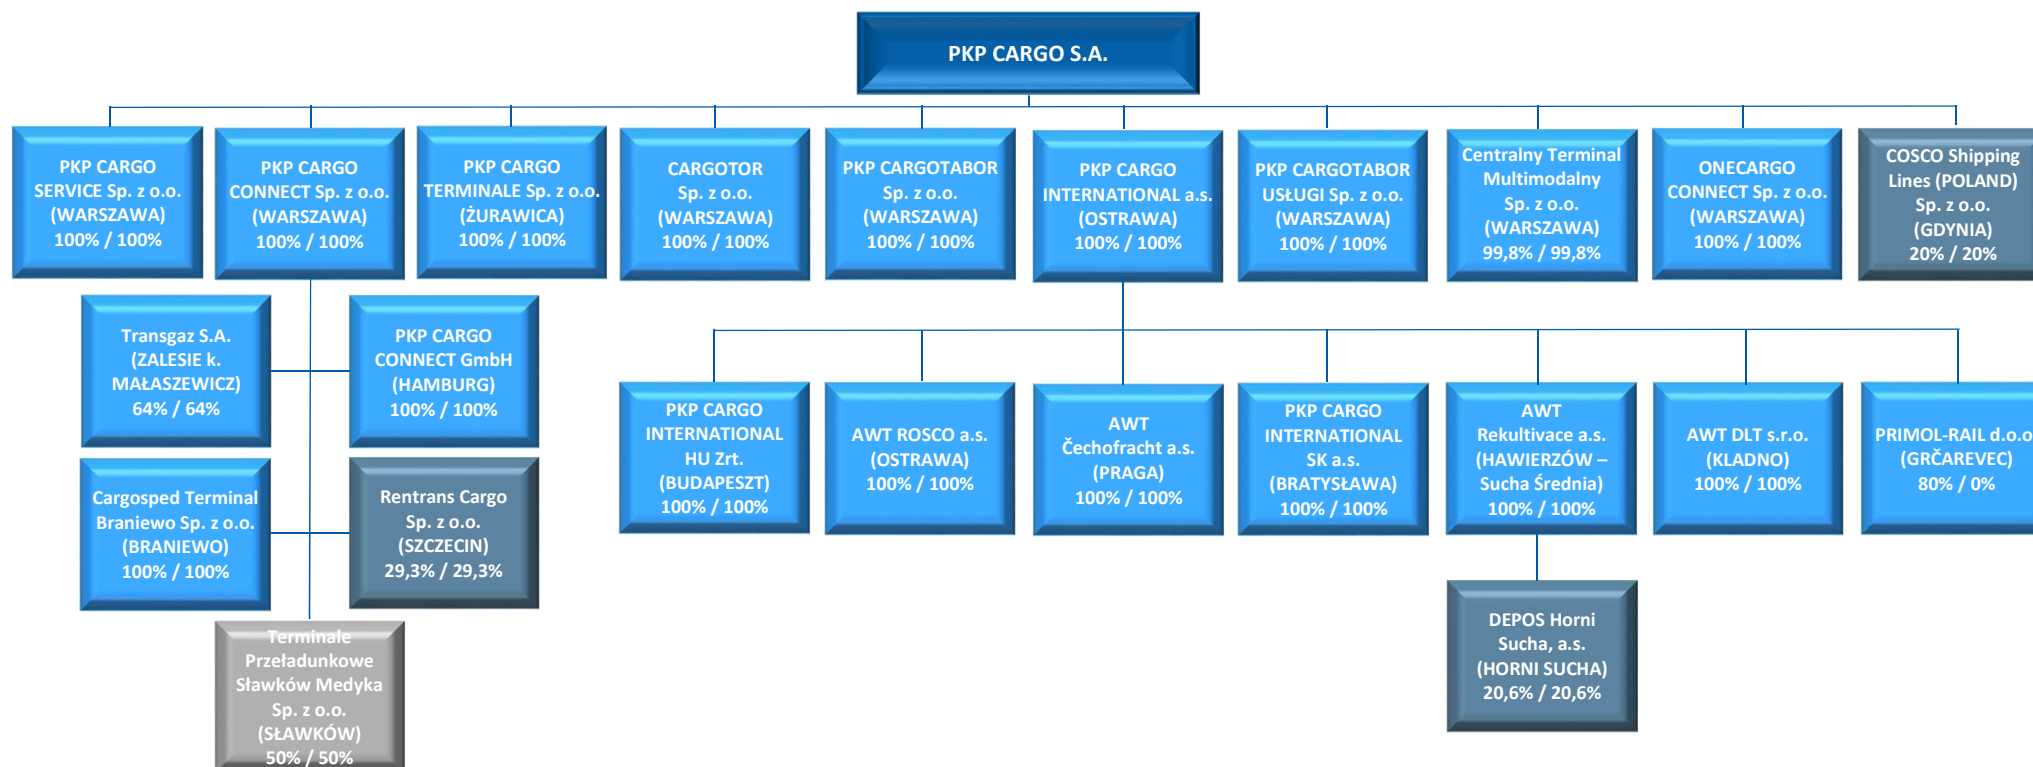 PKP CARGO S.A.
PKP CARGO
SERVICE Sp. z o.o.
(WARSZAWA)
100% / 100%
PKP CARGO
CONNECT Sp. z o.o.
(WARSZAWA)
100% / 100%
PKP CARGO
TERMINALE Sp. z o.o.
(ŻURAWICA)
100% / 100%
CARGOTOR
Sp. z o.o.
(WARSZAWA)
100% / 100%
PKP CARGOTABOR
Sp. z o.o.
(WARSZAWA)
100% / 100%
PKP CARGO
INTERNATIONAL a.s.
(OSTRAWA)
100% / 100%
PKP CARGOTABOR
USŁUGI Sp. z o.o.
(WARSZAWA)
100% / 100%
Centralny Terminal
Multimodalny
Sp. z o.o.
(WARSZAWA)
99,8% / 99,8%
ONECARGO
CONNECT Sp. z o.o.
(WARSZAWA)
100% / 100%
COSCO Shipping
Lines (POLAND)
Sp. z o.o.
(GDYNIA)
20% / 20%
Transgaz S.A.
(ZALESIE k.
MAŁASZEWICZ)
64% / 64%
PKP CARGO
CONNECT GmbH
(HAMBURG)
100% / 100%
PKP CARGO
INTERNATIONAL
HU Zrt.
(BUDAPESZT)
100% / 100%
AWT ROSCO a.s.
(OSTRAWA)
100% / 100%
AWT
Čechofracht a.s.
(PRAGA)
100% / 100%
PKP CARGO
INTERNATIONAL
SK a.s.
(BRATYSŁAWA)
100% / 100%
AWT
Rekultivace a.s.
(HAWIERZÓW –
Sucha Średnia)
100% / 100%
AWT DLT s.r.o.
(KLADNO)
100% / 100%
PRIMOL-RAIL d.o.o
(GRČAREVEC)
80% / 0%
Cargosped Terminal
Braniewo Sp. z o.o.
(BRANIEWO)
100% / 100%
Rentrans Cargo
Sp. z o.o.
(SZCZECIN)
29,3% / 29,3%
DEPOS Horni
Sucha, a.s.
(HORNI SUCHA)
20,6% / 20,6%
Terminale
Przeładunkowe
Sławków Medyka
Sp. z o.o.
(SŁAWKÓW)
50% / 50%